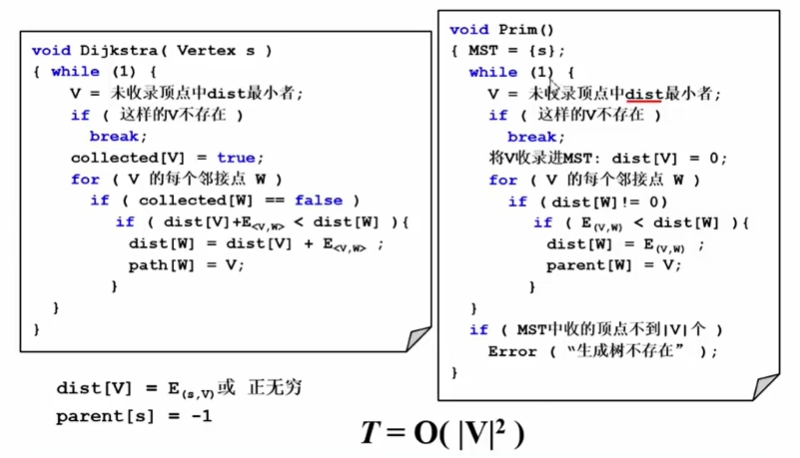 void Dijkstra( Vertex s )
{ while (1) {
V = 未收录顶点中dist最小者;
if ( 这样的V不存在 )
break;
collected[V] = true;
for ( V 的每个邻接点 W )
if ( collected[W] == false )
if ( dist[V]+E<V,W> < dist[W] ){
dist[W] = dist[V] + E<V,W> ;
path[W] = V;
}
}
}
void Prim()
{ MST = {s};
while (1) {
V = 未收录顶点中dist最小者;
if ( 这样的V不存在 )
break;
将V收录进MST: dist[V] = 0;
for ( V 的每个邻接点 W )
if ( dist[W]!= 0)
if ( E(V,W) < dist[W] ){
dist[W] = E(V,W) ;
parent[W] = V;
}
}
if ( MST中收的顶点不到|V|个 )
Error ( “生成树不存在” );
}
dist[V] = E(s,V)或 正无穷
parent[s] = -1
T = O( |V|² )